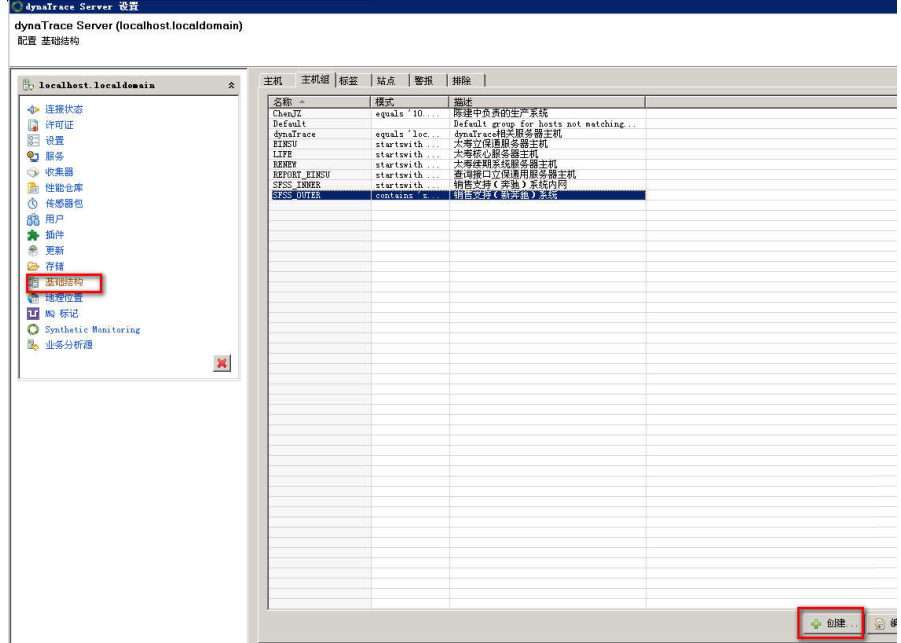 dynaTrace Server 设置
dynaTrace Server (localhost.localdomain)
配置 基础结构
localhost.localdomain
连接状态
许可证
设置
服务
收集器
性能仓库
传感器包
用户
插件
更新
存储
基础结构
地理位置
MQ 标记
Synthetic Monitoring
业务分析源
主机 主机组 标签 站点 警报 排除
名称 模式 描述
ChenJZ equals '10.... 陈建中负责的生产系统
Default Default group for hosts not matching...
dynaTrace equals 'loc... dynaTrace相关服务器主机
EINSU startswith ... 太寿立保通服务器主机
LIFE startswith ... 太寿核心服务器主机
RENEW startswith ... 太寿续期系统服务器主机
REPORT_EINSU startswith ... 查询接口立保通用服务器主机
SFSS_INNER startswith ... 销售支持(奔驰)系统内网
SFSS_OUTER contains 's... 销售支持(新奔驰)系统
创建...